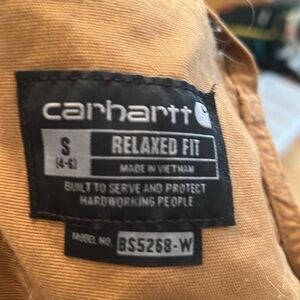 carhartt
S
(4-6)
RELAXED FIT
MADE IN VIETNAM
BUILT TO SERVE AND PROTECT
HARDWORKING PEOPLE
MODEL NO. BS5268-W